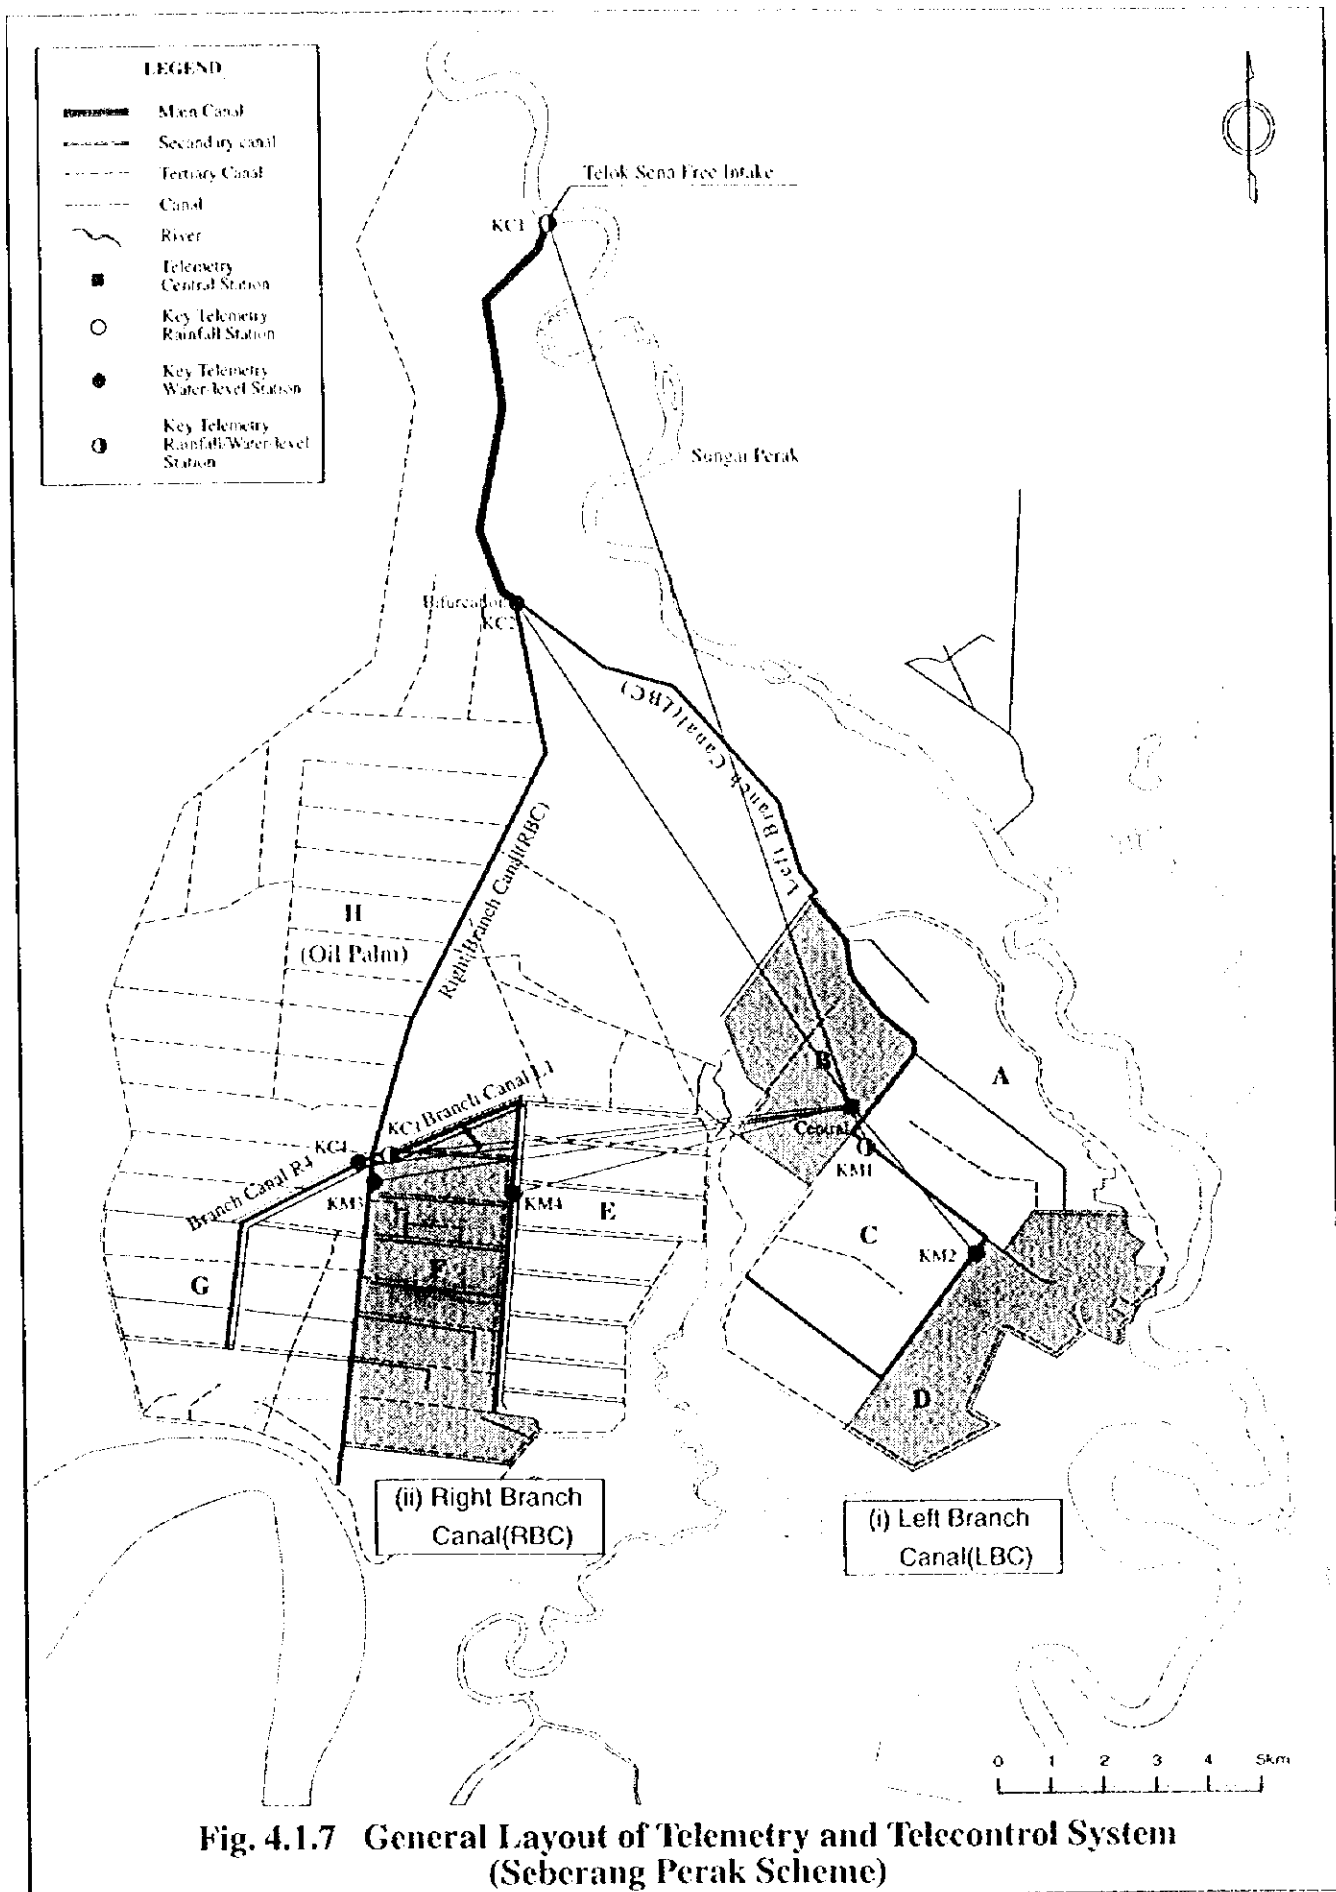 LEGEND
Main Canal
Secondary canal
Tertiary Canal
Canal
River
Telemetry
Central Station
Key Telemetry
Rainfall Station
Key Telemetry
Water-level Station
Key Telemetry
Rainfall/Water-level
Station
Telok Sena Free Intake
KC1
Sungai Perak
Bifurcation
KC2
Left Branch Canal(LBC)
Right Branch Canal(RBC)
H
(Oil Palm)
B
A
Central
KM1
KC3
Branch Canal L1
KC4
Branch Canal R4
KM3
KM4
E
C
KM2
G
F
D
(ii) Right Branch
Canal(RBC)
(i) Left Branch
Canal(LBC)
0 1 2 3 4 5km
Fig. 4.1.7 General Layout of Telemetry and Telecontrol System
(Seberang Perak Scheme)